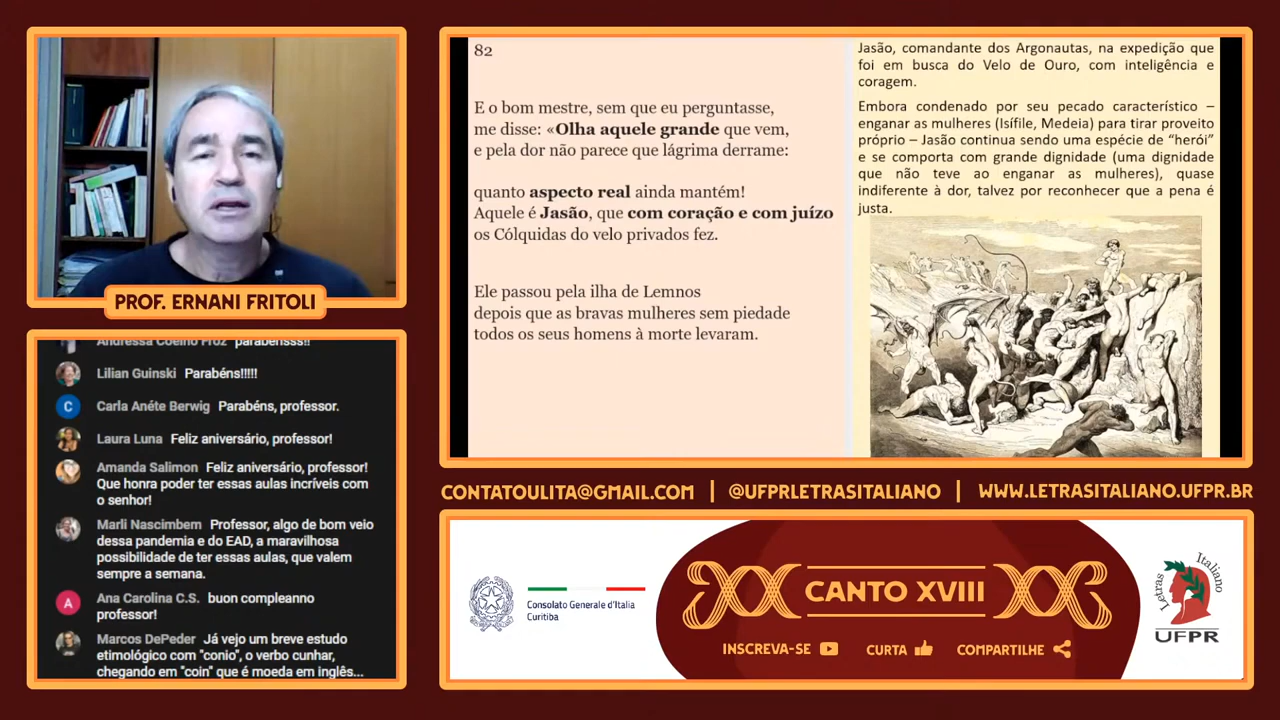 PROF. ERNANI FRITOLI
Andressa Coelho Froz parabénsss!!
Lilian Guinski Parabéns!!!!!
C
Carla Anéte Berwig Parabéns, professor.
Laura Luna Feliz aniversário, professor!
Amanda Salimon Feliz aniversário, professor!
Que honra poder ter essas aulas incríveis com
o senhor!
Marli Nascimbem Professor, algo de bom veio
dessa pandemia e do EAD, a maravilhosa
possibilidade de ter essas aulas, que valem
sempre a semana.
A
Ana Carolina C.S. buon compleanno
professor!
Marcos DePeder Já vejo um breve estudo
etimológico com "conio", o verbo cunhar,
chegando em "coin" que é moeda em inglês...
82
E o bom mestre, sem que eu perguntasse,
me disse: «Olha aquele grande que vem,
e pela dor não parece que lágrima derrame:
quanto aspecto real ainda mantém!
Aquele é Jasão, que com coração e com juízo
os Cólquidas do velo privados fez.
Ele passou pela ilha de Lemnos
depois que as bravas mulheres sem piedade
todos os seus homens à morte levaram.
Jasão, comandante dos Argonautas, na expedição que
foi em busca do Velo de Ouro, com inteligência e
coragem.
Embora condenado por seu pecado característico –
enganar as mulheres (Isífile, Medeia) para tirar proveito
próprio – Jasão continua sendo uma espécie de “herói”
e se comporta com grande dignidade (uma dignidade
que não teve ao enganar as mulheres), quase
indiferente à dor, talvez por reconhecer que a pena é
justa.
CONTATOULITA@GMAIL.COM | @UFPRLETRASITALIANO | WWW.LETRASITALIANO.UFPR.BR
Consolato Generale d'Italia
Curitiba
CANTO XVIII
INSCREVA-SE CURTA COMPARTILHE
Letras Italiano
UFPR